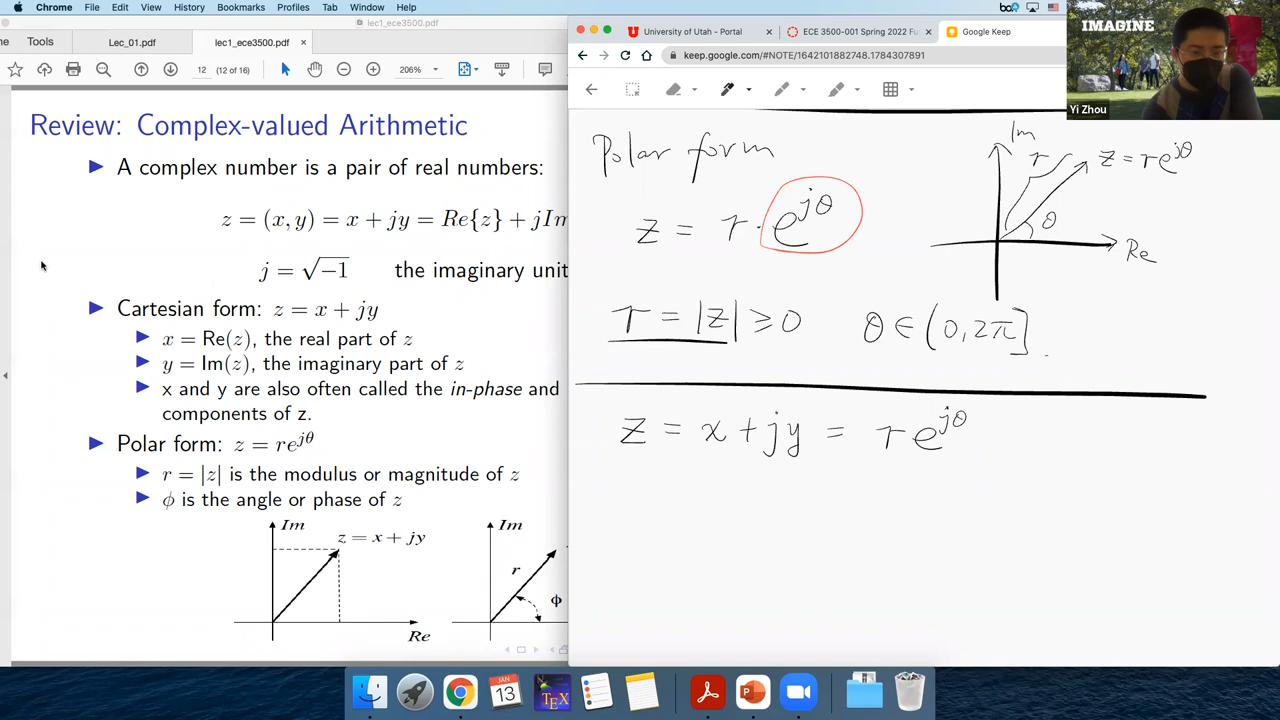 Chrome File Edit View History Bookmarks Profiles Tab
lec1_ece3500.pdf
Tools Lec_01.pdf lec1_ece3500.pdf ×
12 (12 of 16) 206%
Review: Complex-valued Arithmetic
A complex number is a pair of real numbers:
z = (x, y) = x + jy = Re{z} + jIm
j = √−1 the imaginary unit
Cartesian form: z = x + jy
x = Re(z), the real part of z
y = Im(z), the imaginary part of z
x and y are also often called the in-phase and
components of z.
Polar form: z = re^{jθ}
r = |z| is the modulus or magnitude of z
ϕ is the angle or phase of z
Im
z = x + jy
Re
Im
r
ϕ
University of Utah - Portal × ECE 3500-001 Spring 2022 Fu × Google Keep
keep.google.com/#NOTE/1642101882748.1784307891
Polar form
z = r · e^{jθ}
Im
r
z = re^{jθ}
θ
Re
r = |z| ≥ 0 θ ∈ (0, 2π].
z = x + jy = re^{jθ}
IMAGINE
Yi Zhou
JAN
13
TEX